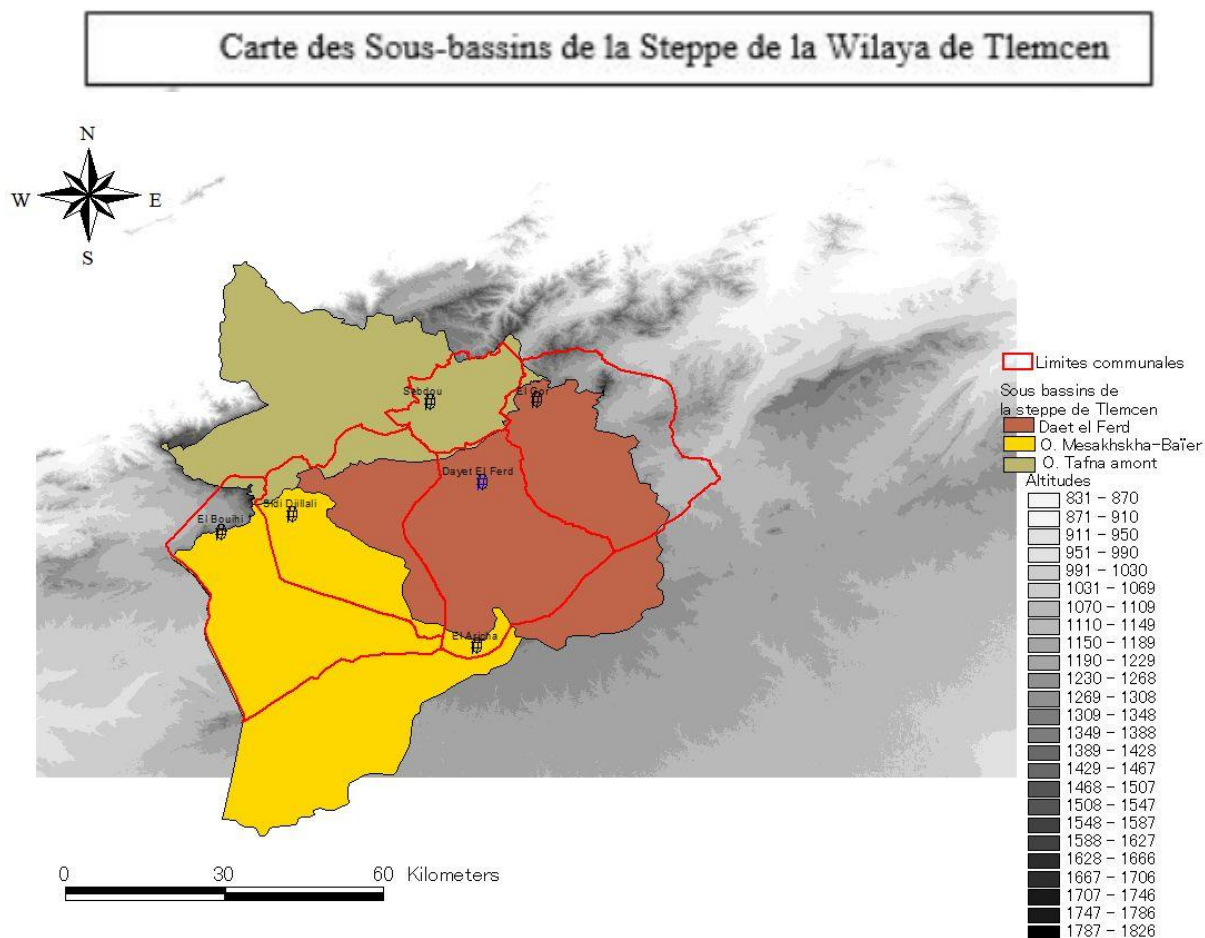 Carte des Sous-bassins de la Steppe de la Wilaya de Tlemcen
N
W E
S
Limites communales
Sous bassins de
la steppe de Tlemcen
Daet el Ferd
O. Mesakhskha-Baïer
O. Tafna amont
Altitudes
831 - 870
871 - 910
911 - 950
951 - 990
991 - 1030
1031 - 1069
1070 - 1109
1110 - 1149
1150 - 1189
1190 - 1229
1230 - 1268
1269 - 1308
1309 - 1348
1349 - 1388
1389 - 1428
1429 - 1467
1468 - 1507
1508 - 1547
1548 - 1587
1588 - 1627
1628 - 1666
1667 - 1706
1707 - 1746
1747 - 1786
1787 - 1826
Sebdou
El Gor
Dayet El Ferd
Sidi Djillali
El Bouihi
El Aricha
0 30 60 Kilometers